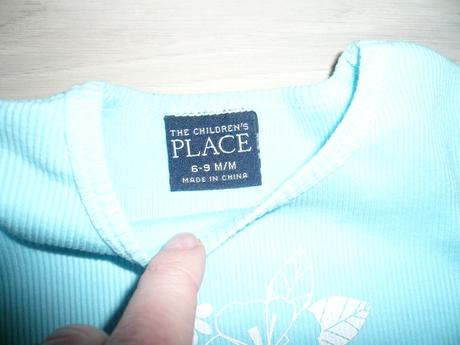 THE CHILDREN'S
PLACE
6-9 M/M
MADE IN CHINA